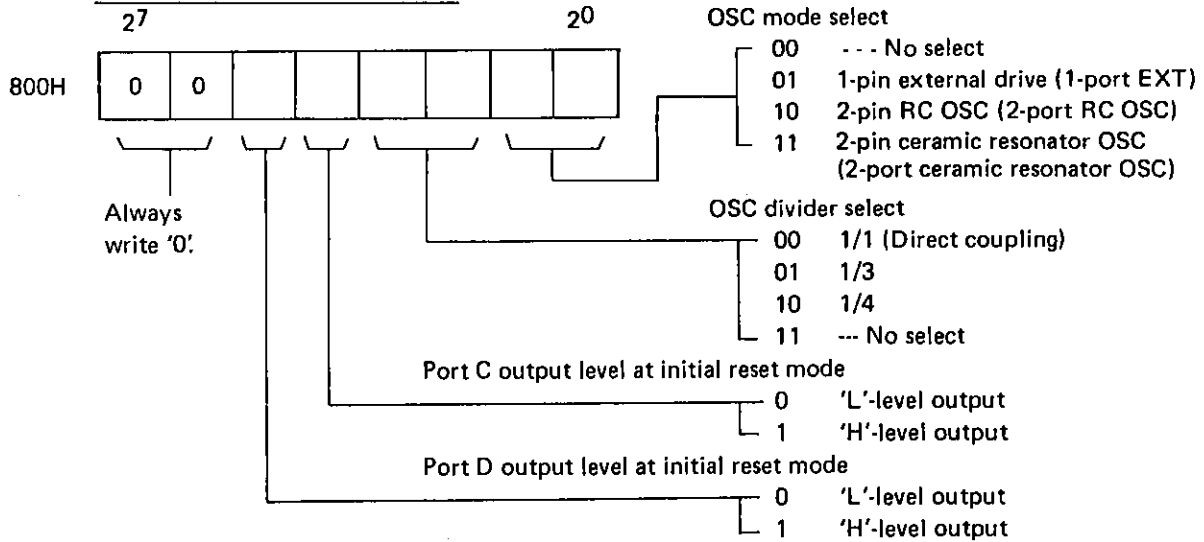 2⁷ 2⁰ OSC mode select
00 - - - No select
800H 0 0 01 1-pin external drive (1-port EXT)
10 2-pin RC OSC (2-port RC OSC)
11 2-pin ceramic resonator OSC
(2-port ceramic resonator OSC)
Always
write '0'.
OSC divider select
00 1/1 (Direct coupling)
01 1/3
10 1/4
11 --- No select
Port C output level at initial reset mode
0 'L'-level output
1 'H'-level output
Port D output level at initial reset mode
0 'L'-level output
1 'H'-level output